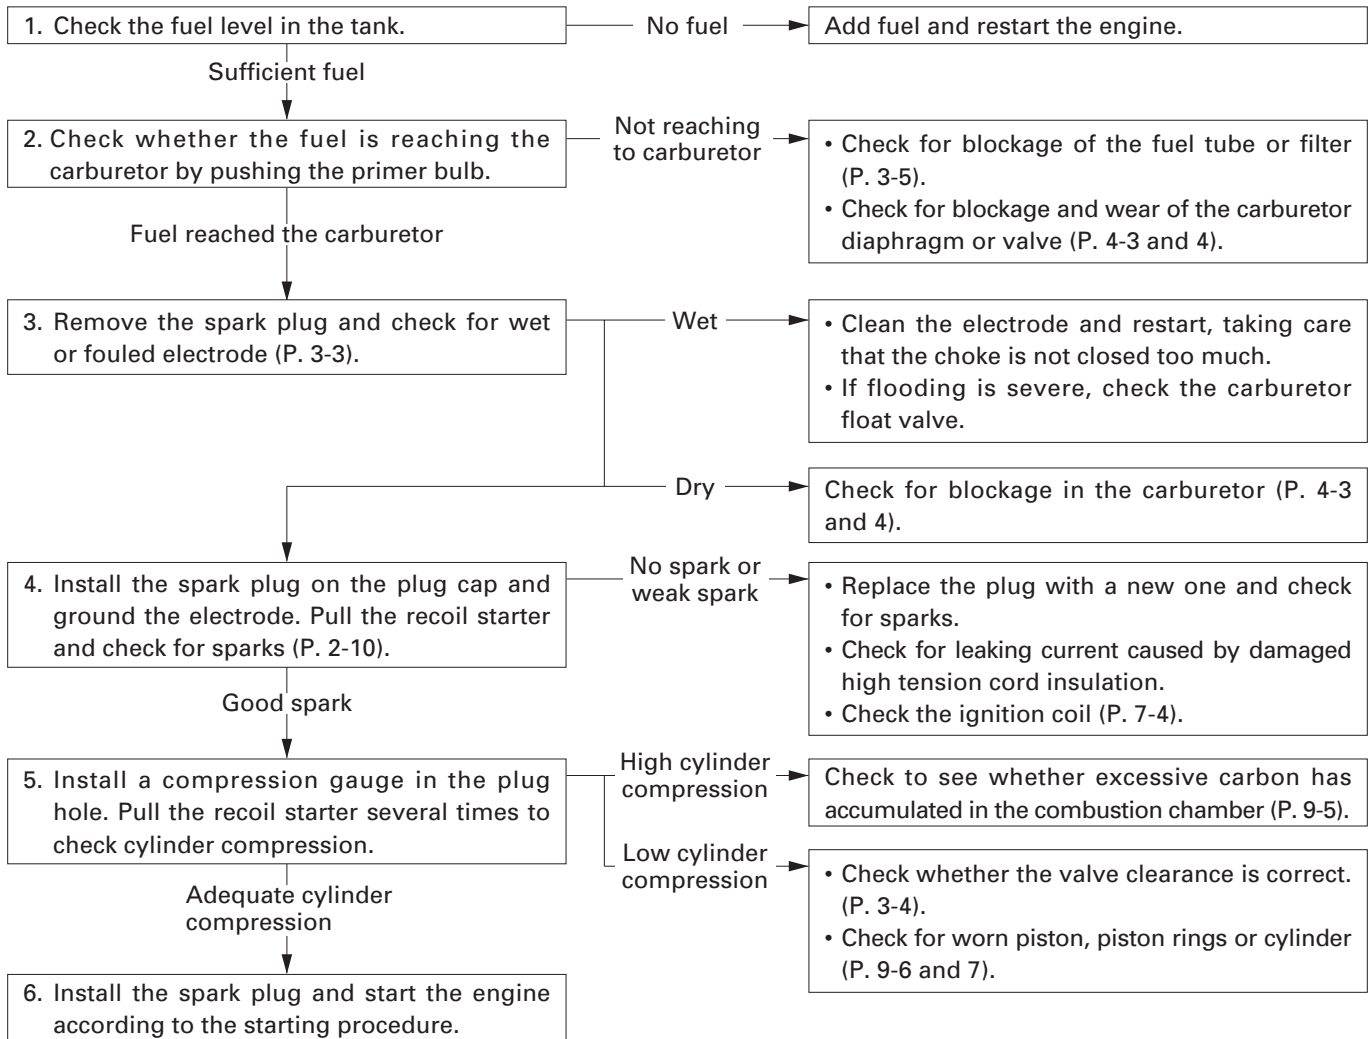 1. Check the fuel level in the tank.
No fuel
Add fuel and restart the engine.
Sufficient fuel
2. Check whether the fuel is reaching the
carburetor by pushing the primer bulb.
Not reaching
to carburetor
• Check for blockage of the fuel tube or filter
(P. 3-5).
• Check for blockage and wear of the carburetor
diaphragm or valve (P. 4-3 and 4).
Fuel reached the carburetor
3. Remove the spark plug and check for wet
or fouled electrode (P. 3-3).
Wet
• Clean the electrode and restart, taking care
that the choke is not closed too much.
• If flooding is severe, check the carburetor
float valve.
Dry
Check for blockage in the carburetor (P. 4-3
and 4).
4. Install the spark plug on the plug cap and
ground the electrode. Pull the recoil starter
and check for sparks (P. 2-10).
No spark or
weak spark
• Replace the plug with a new one and check
for sparks.
• Check for leaking current caused by damaged
high tension cord insulation.
• Check the ignition coil (P. 7-4).
Good spark
5. Install a compression gauge in the plug
hole. Pull the recoil starter several times to
check cylinder compression.
High cylinder
compression
Check to see whether excessive carbon has
accumulated in the combustion chamber (P. 9-5).
Low cylinder
compression
• Check whether the valve clearance is correct.
(P. 3-4).
• Check for worn piston, piston rings or cylinder
(P. 9-6 and 7).
Adequate cylinder
compression
6. Install the spark plug and start the engine
according to the starting procedure.